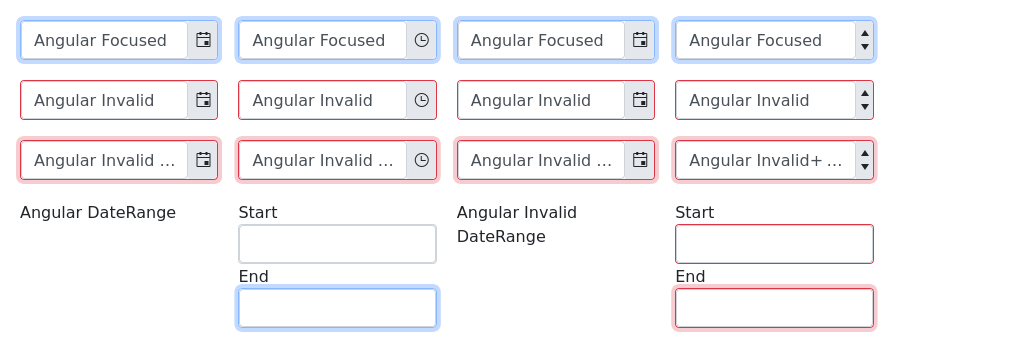 Angular Focused
Angular Focused
Angular Focused
Angular Focused
Angular Invalid
Angular Invalid
Angular Invalid
Angular Invalid
Angular Invalid ...
Angular Invalid ...
Angular Invalid ...
Angular Invalid+ ...
Angular DateRange
Start
End
Angular Invalid
DateRange
Start
End